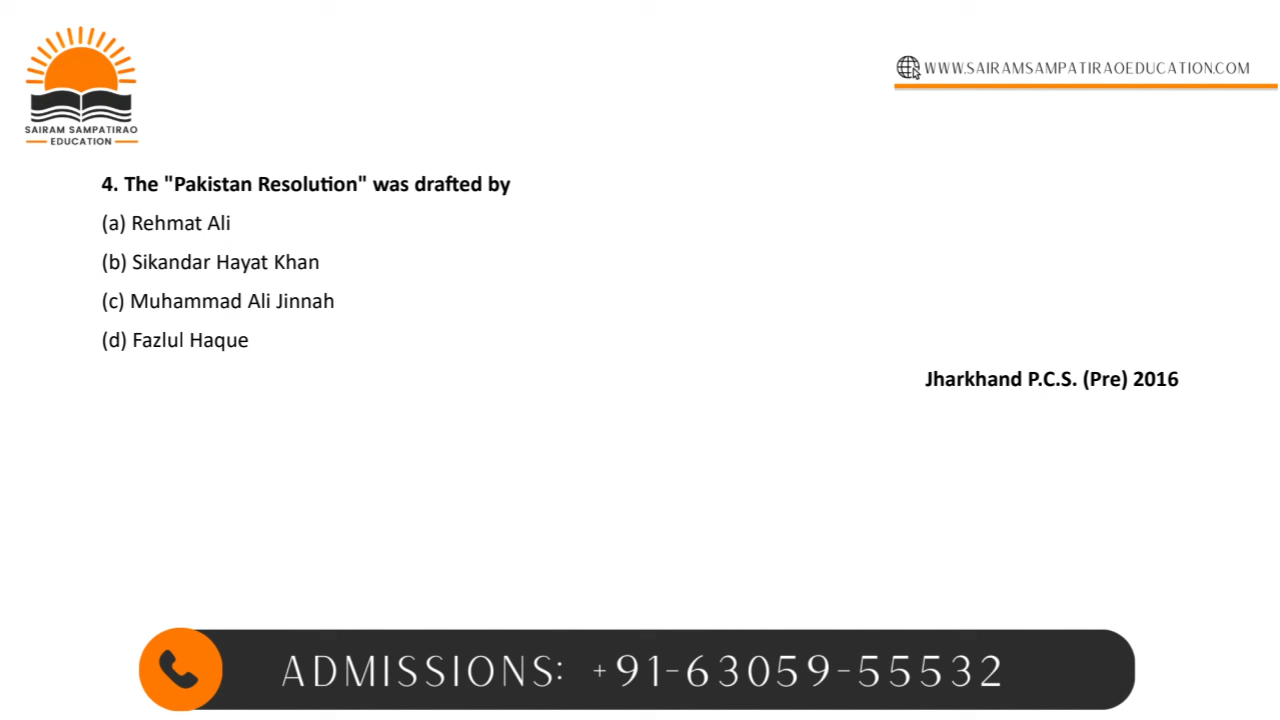 SAIRAM SAMPATIRAO
EDUCATION
WWW.SAIRAMSAMPATIRAOEDUCATION.COM
4. The "Pakistan Resolution" was drafted by
(a) Rehmat Ali
(b) Sikandar Hayat Khan
(c) Muhammad Ali Jinnah
(d) Fazlul Haque
Jharkhand P.C.S. (Pre) 2016
ADMISSIONS: +91-63059-55532